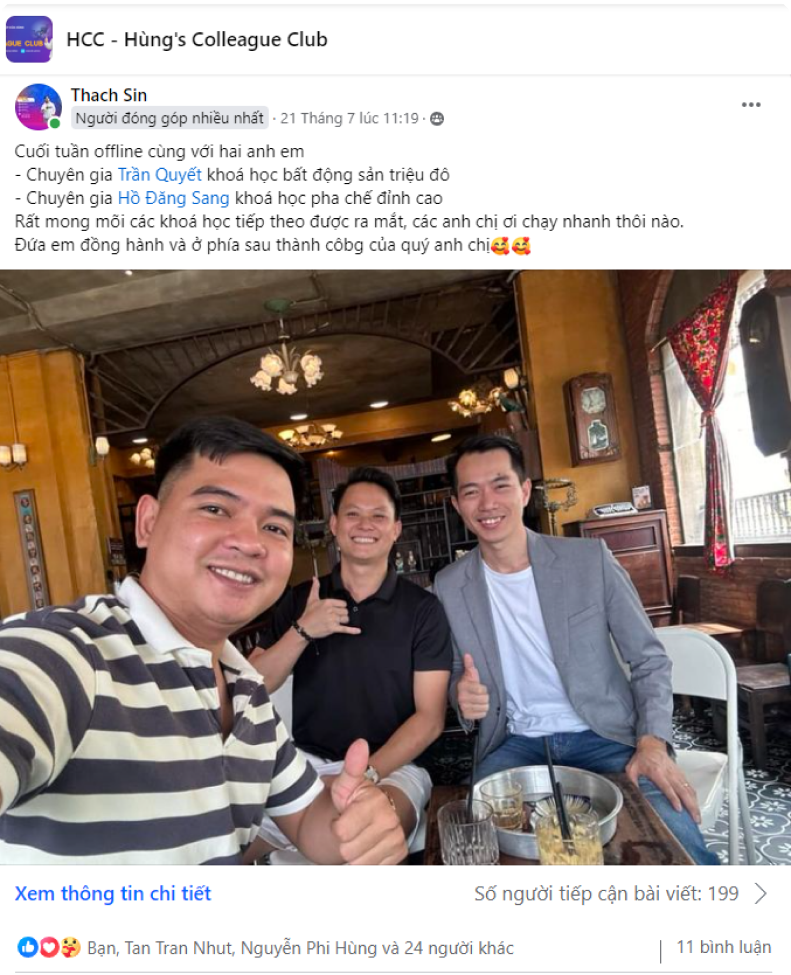 HCC - Hùng's Colleague Club
Thach Sin
Người đóng góp nhiều nhất · 21 Tháng 7 lúc 11:19 ·
Cuối tuần offline cùng với hai anh em
- Chuyên gia Trần Quyết khoá học bất động sản triệu đô
- Chuyên gia Hồ Đăng Sang khoá học pha chế đỉnh cao
Rất mong mỏi các khoá học tiếp theo được ra mắt, các anh chị ơi chạy nhanh thôi nào.
Đứa em đồng hành và ở phía sau thành côbg của quý anh chị🥰🥰
Xem thông tin chi tiết
Số người tiếp cận bài viết: 199
Bạn, Tan Tran Nhut, Nguyễn Phi Hùng và 24 người khác
11 bình luận